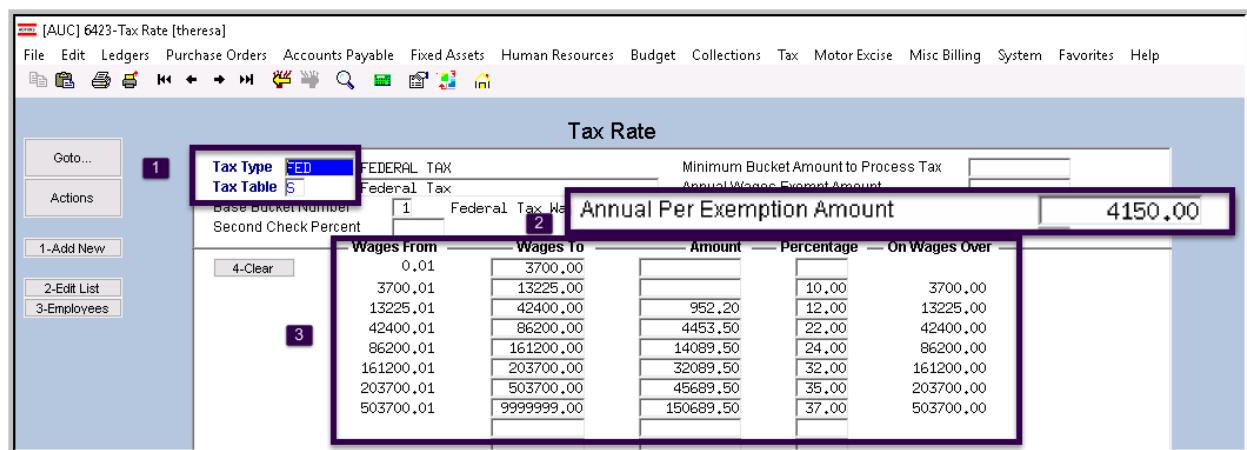 [AUC] 6423-Tax Rate [theresa]
File Edit Ledgers Purchase Orders Accounts Payable Fixed Assets Human Resources Budget Collections Tax Motor Excise Misc Billing System Favorites Help
Tax Rate
Goto...
Actions
1-Add New
2-Edit List
3-Employees
1
Tax Type FED FEDERAL TAX Minimum Bucket Amount to Process Tax
Tax Table S Federal Tax Annual Wages Exempt Amount
Base Bucket Number 1 Federal Tax Wa
2
Annual Per Exemption Amount 4150.00
Second Check Percent
4-Clear
3
Wages From Wages To Amount Percentage On Wages Over
0.01 3700.00
3700.01 13225.00 10.00 3700.00
13225.01 42400.00 952.20 12.00 13225.00
42400.01 86200.00 4453.50 22.00 42400.00
86200.01 161200.00 14089.50 24.00 86200.00
161200.01 203700.00 32089.50 32.00 161200.00
203700.01 503700.00 45689.50 35.00 203700.00
503700.01 9999999.00 150689.50 37.00 503700.00